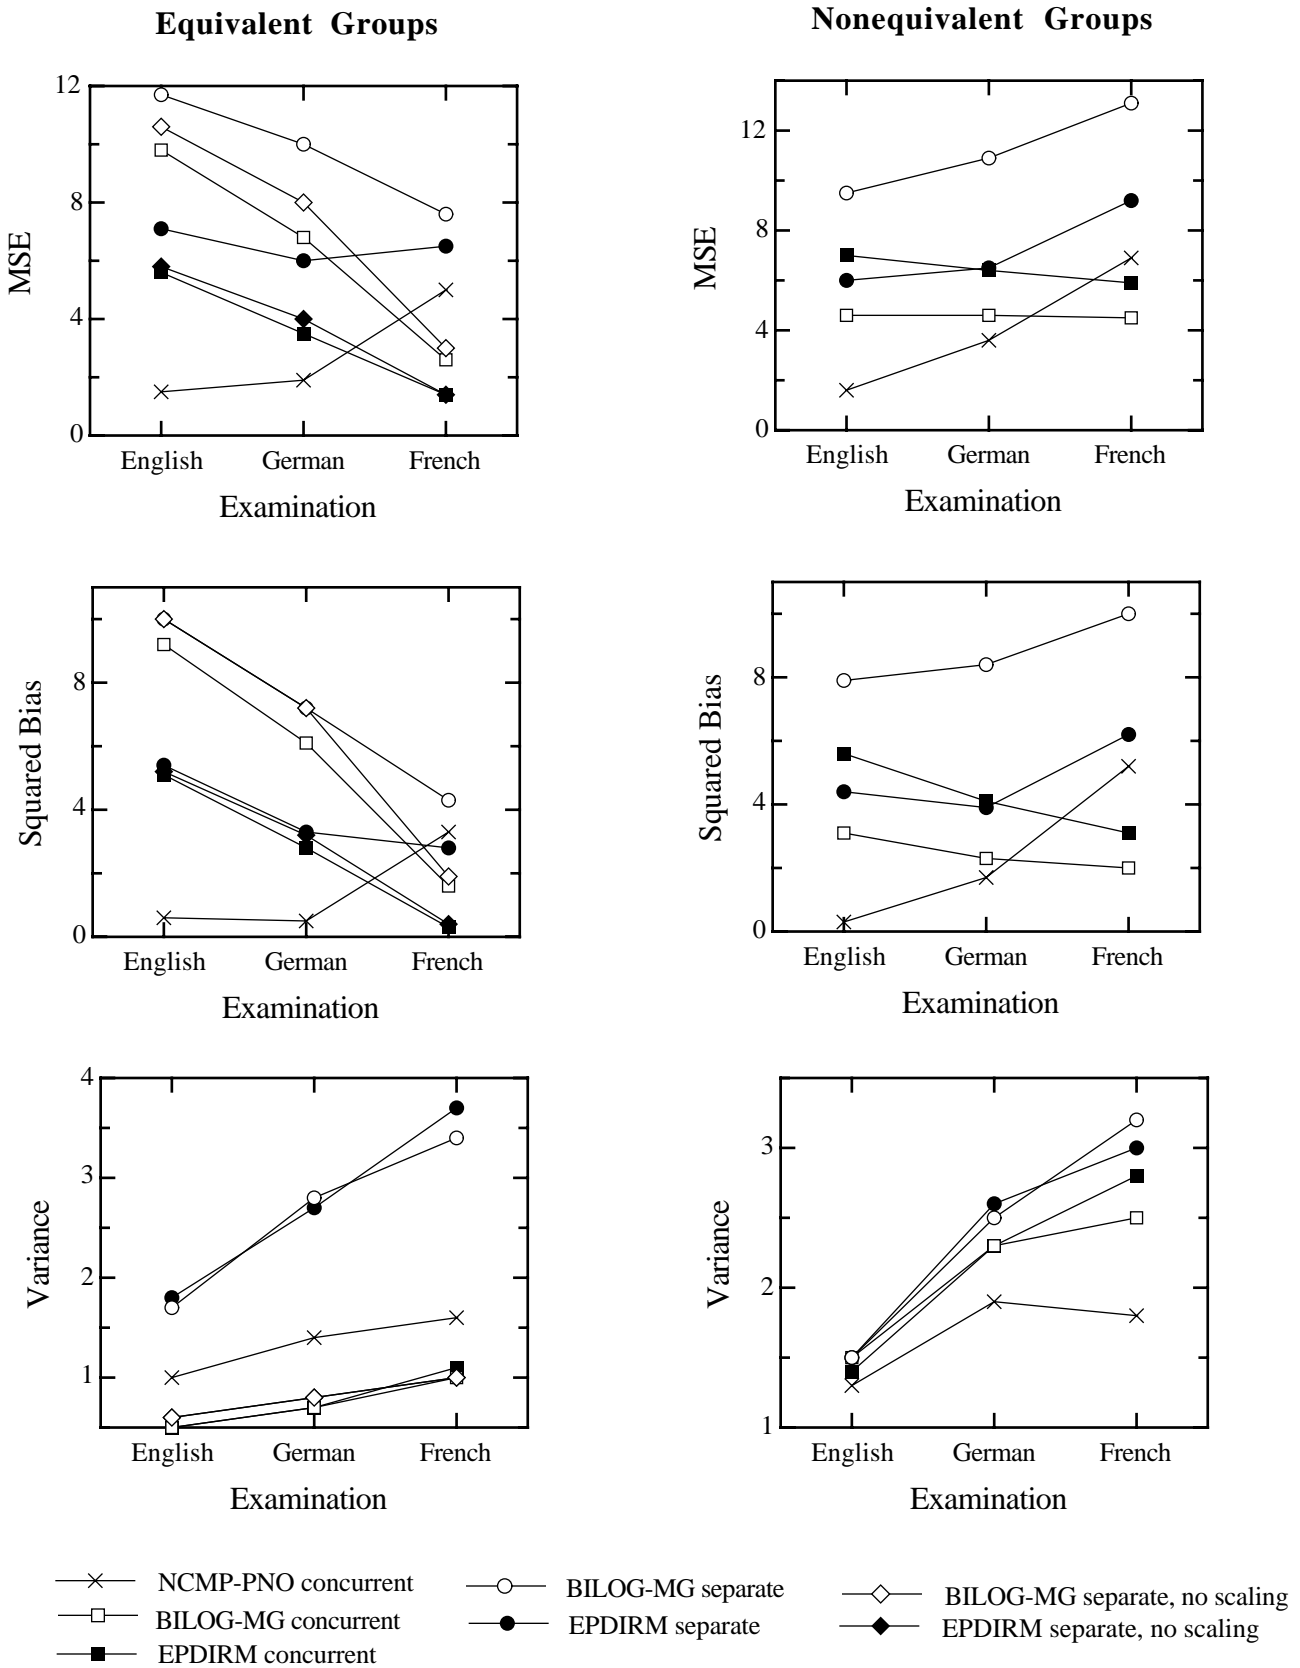 Equivalent Groups
Nonequivalent Groups
12
8
4
0
MSE
English German French
Examination
12
8
4
0
MSE
English German French
Examination
8
4
0
Squared Bias
English German French
Examination
8
4
0
Squared Bias
English German French
Examination
4
3
2
1
Variance
English German French
Examination
3
2
1
Variance
English German French
Examination
NCMP-PNO concurrent
BILOG-MG concurrent
EPDIRM concurrent
BILOG-MG separate
EPDIRM separate
BILOG-MG separate, no scaling
EPDIRM separate, no scaling